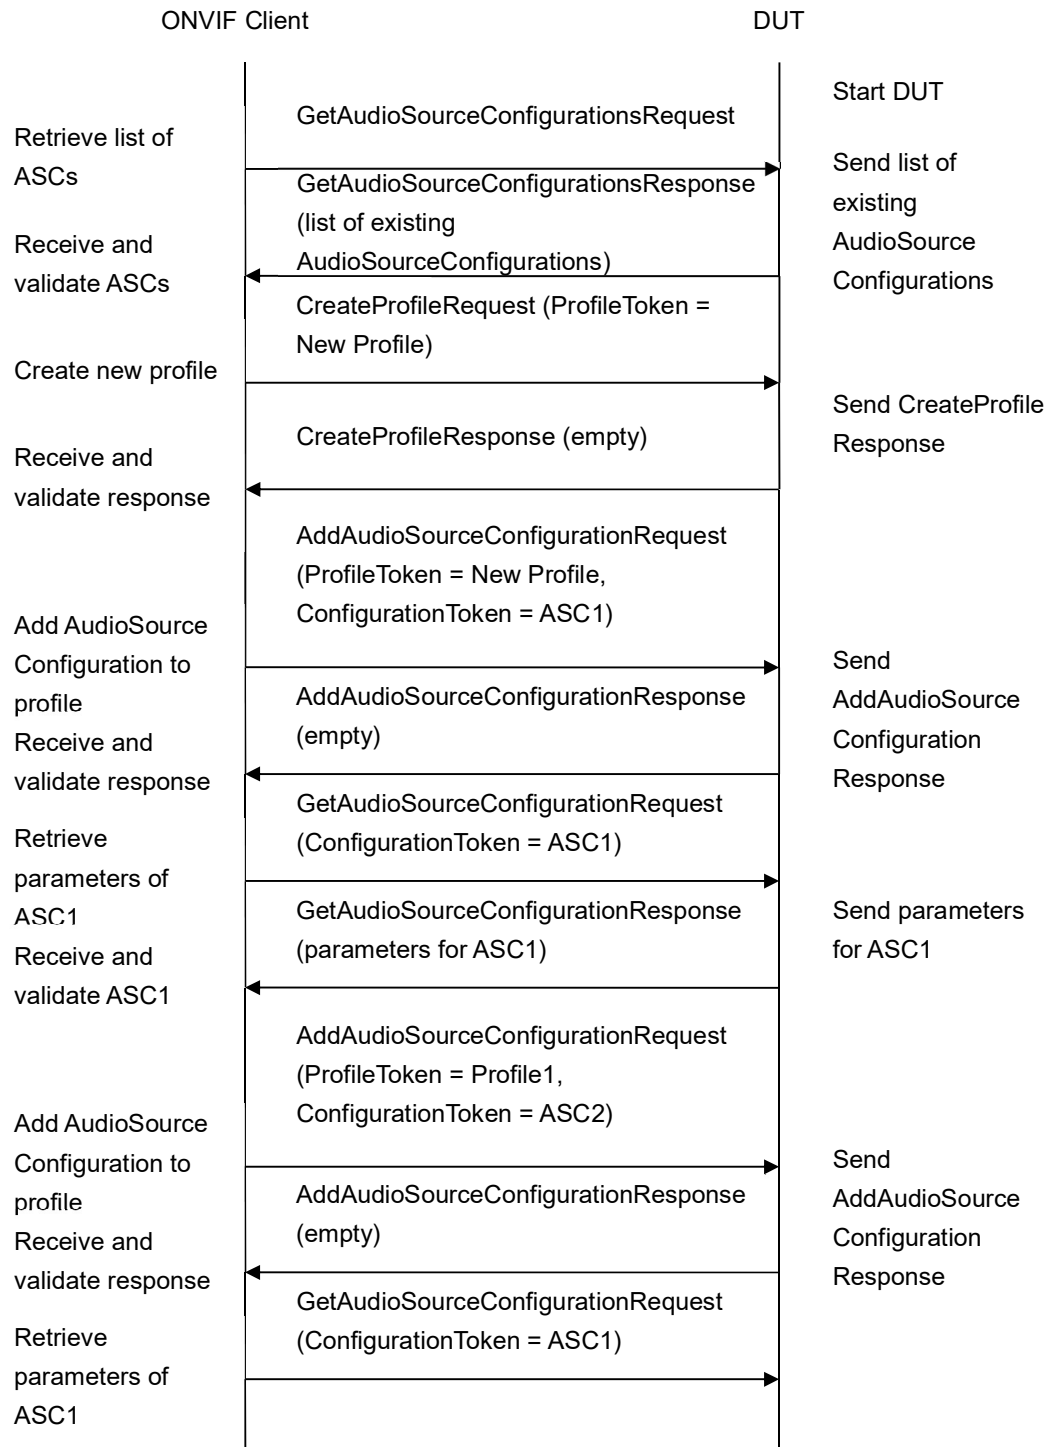 ONVIF Client
DUT
Start DUT
GetAudioSourceConfigurationsRequest
Retrieve list of
ASCs
Send list of
existing
AudioSource
Configurations
GetAudioSourceConfigurationsResponse
(list of existing
AudioSourceConfigurations)
Receive and
validate ASCs
CreateProfileRequest (ProfileToken =
New Profile)
Create new profile
Send CreateProfile
Response
CreateProfileResponse (empty)
Receive and
validate response
AddAudioSourceConfigurationRequest
(ProfileToken = New Profile,
ConfigurationToken = ASC1)
Add AudioSource
Configuration to
profile
Send
AddAudioSource
Configuration
Response
AddAudioSourceConfigurationResponse
(empty)
Receive and
validate response
GetAudioSourceConfigurationRequest
(ConfigurationToken = ASC1)
Retrieve
parameters of
ASC1
Send parameters
for ASC1
GetAudioSourceConfigurationResponse
(parameters for ASC1)
Receive and
validate ASC1
AddAudioSourceConfigurationRequest
(ProfileToken = Profile1,
ConfigurationToken = ASC2)
Add AudioSource
Configuration to
profile
Send
AddAudioSource
Configuration
Response
AddAudioSourceConfigurationResponse
(empty)
Receive and
validate response
GetAudioSourceConfigurationRequest
(ConfigurationToken = ASC1)
Retrieve
parameters of
ASC1